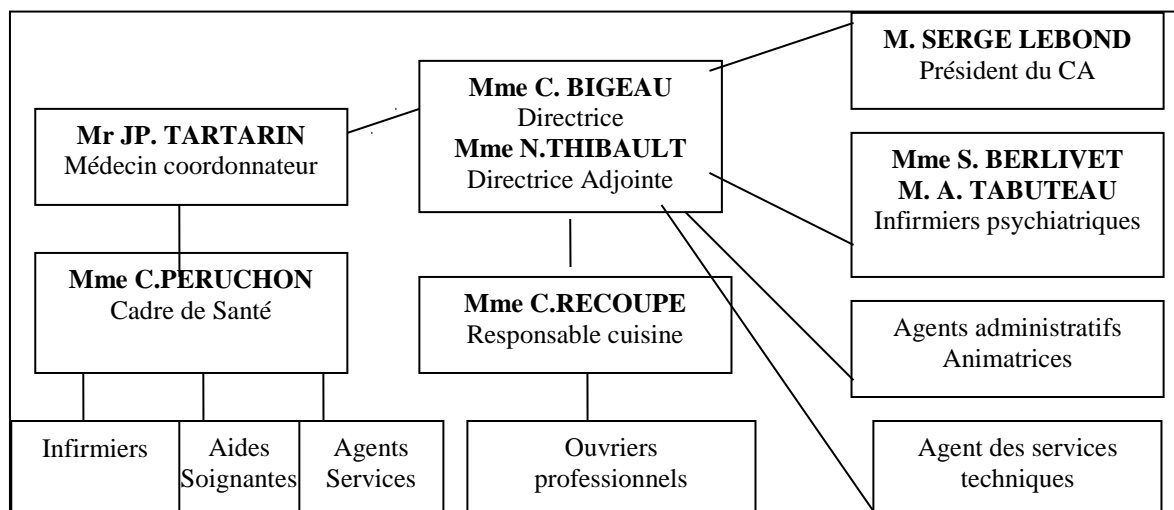 M. SERGE LEBOND
Président du CA
Mme C. BIGEAU
Directrice
Mme N.THIBAULT
Directrice Adjointe
Mr JP. TARTARIN
Médecin coordonnateur
Mme S. BERLIVET
M. A. TABUTEAU
Infirmiers psychiatriques
Mme C.PERUCHON
Cadre de Santé
Mme C.RECOUPE
Responsable cuisine
Agents administratifs
Animatrices
Infirmiers
Aides
Soignantes
Agents
Services
Ouvriers
professionnels
Agent des services
techniques